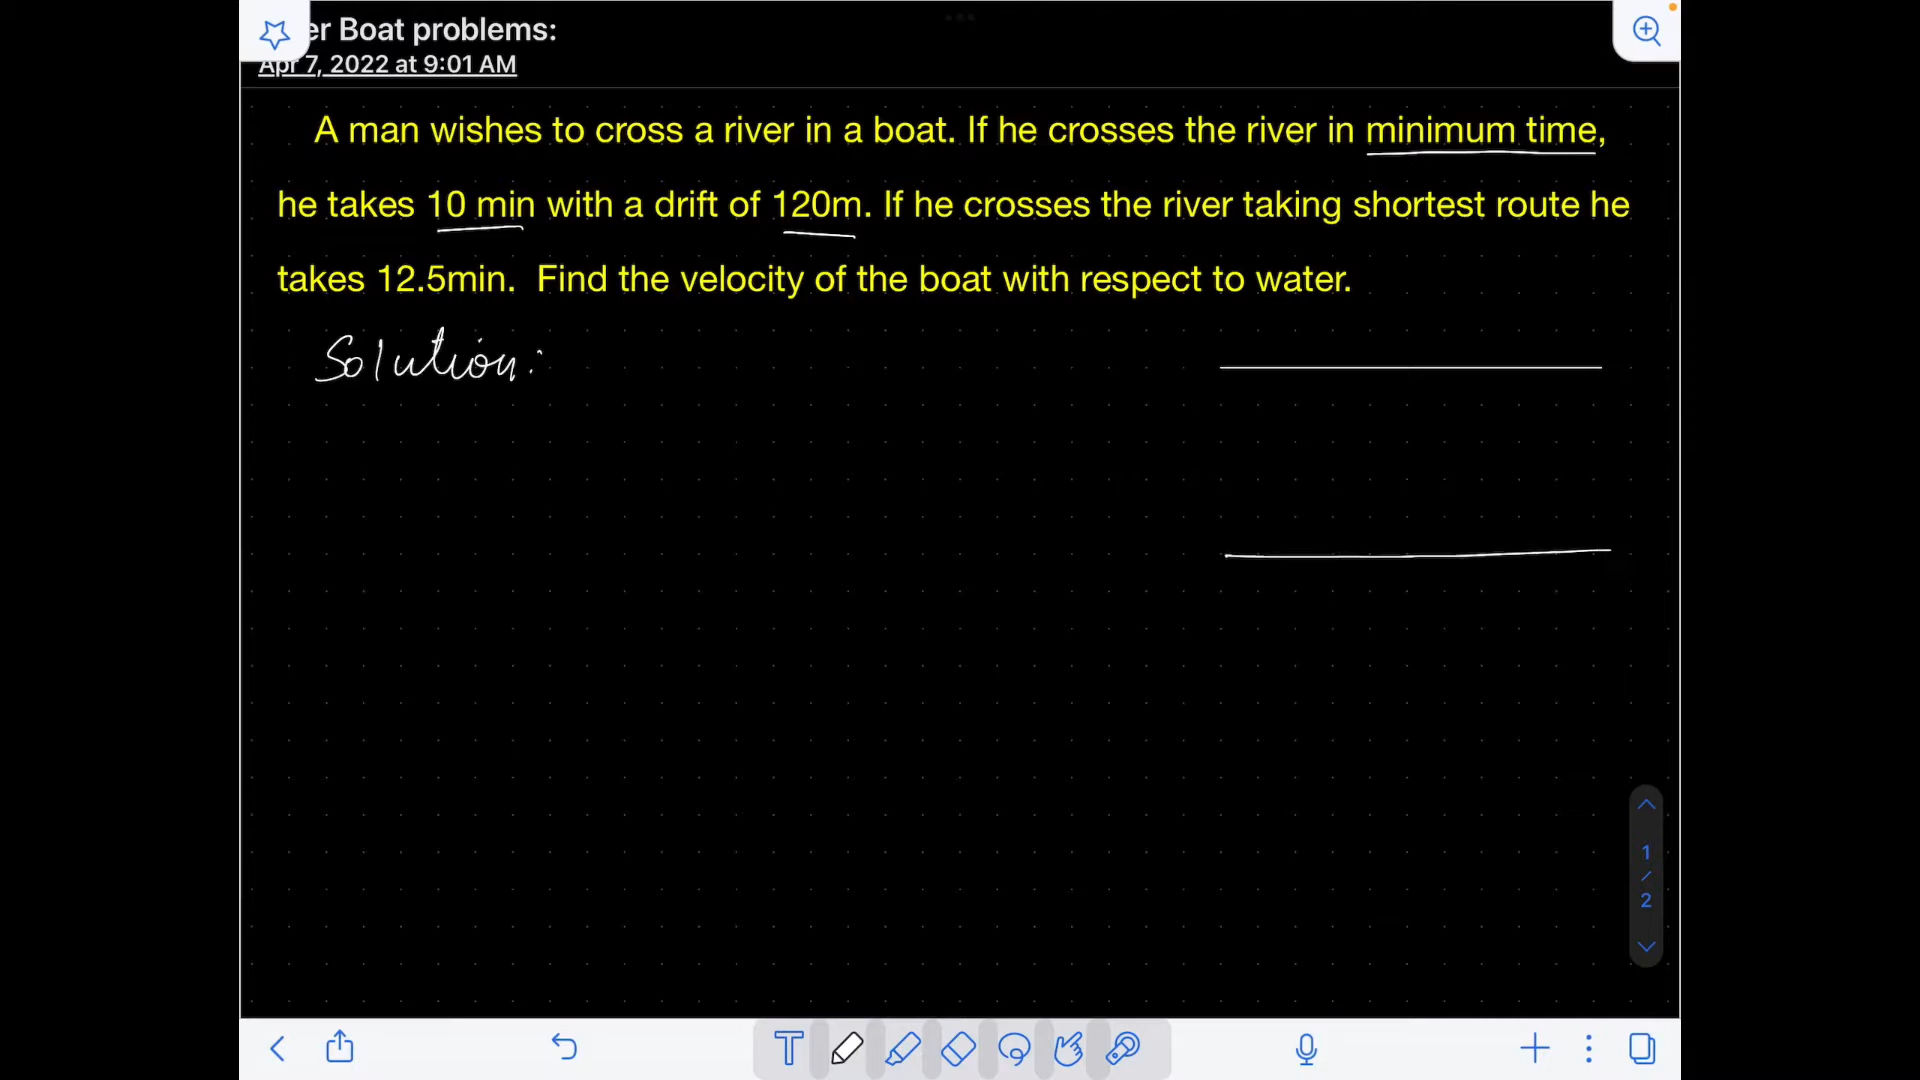 er Boat problems:
Apr 7, 2022 at 9:01 AM
A man wishes to cross a river in a boat. If he crosses the river in minimum time,
he takes 10 min with a drift of 120m. If he crosses the river taking shortest route he
takes 12.5min. Find the velocity of the boat with respect to water.
Solution:
1
/
2
T